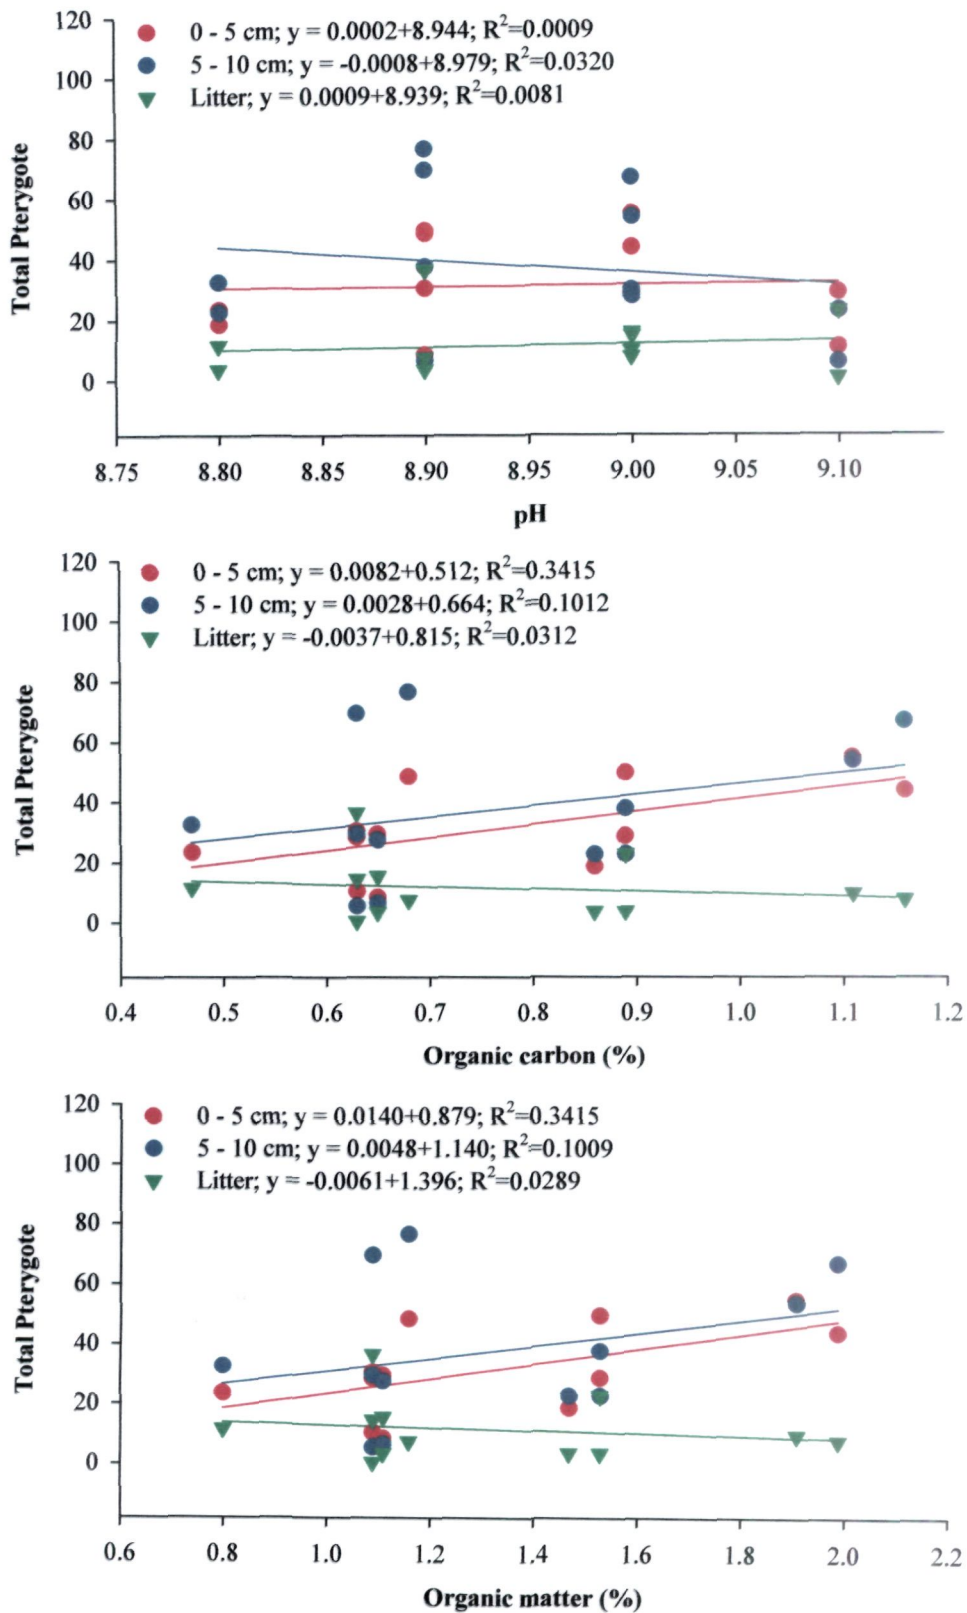 120
100
80
60
40
20
0
Total Pterygote
0 - 5 cm; y = 0.0002+8.944; R²=0.0009
5 - 10 cm; y = -0.0008+8.979; R²=0.0320
Litter; y = 0.0009+8.939; R²=0.0081
8.75 8.80 8.85 8.90 8.95 9.00 9.05 9.10
pH
120
100
80
60
40
20
0
Total Pterygote
0 - 5 cm; y = 0.0082+0.512; R²=0.3415
5 - 10 cm; y = 0.0028+0.664; R²=0.1012
Litter; y = -0.0037+0.815; R²=0.0312
0.4 0.5 0.6 0.7 0.8 0.9 1.0 1.1 1.2
Organic carbon (%)
120
100
80
60
40
20
0
Total Pterygote
0 - 5 cm; y = 0.0140+0.879; R²=0.3415
5 - 10 cm; y = 0.0048+1.140; R²=0.1009
Litter; y = -0.0061+1.396; R²=0.0289
0.6 0.8 1.0 1.2 1.4 1.6 1.8 2.0 2.2
Organic matter (%)